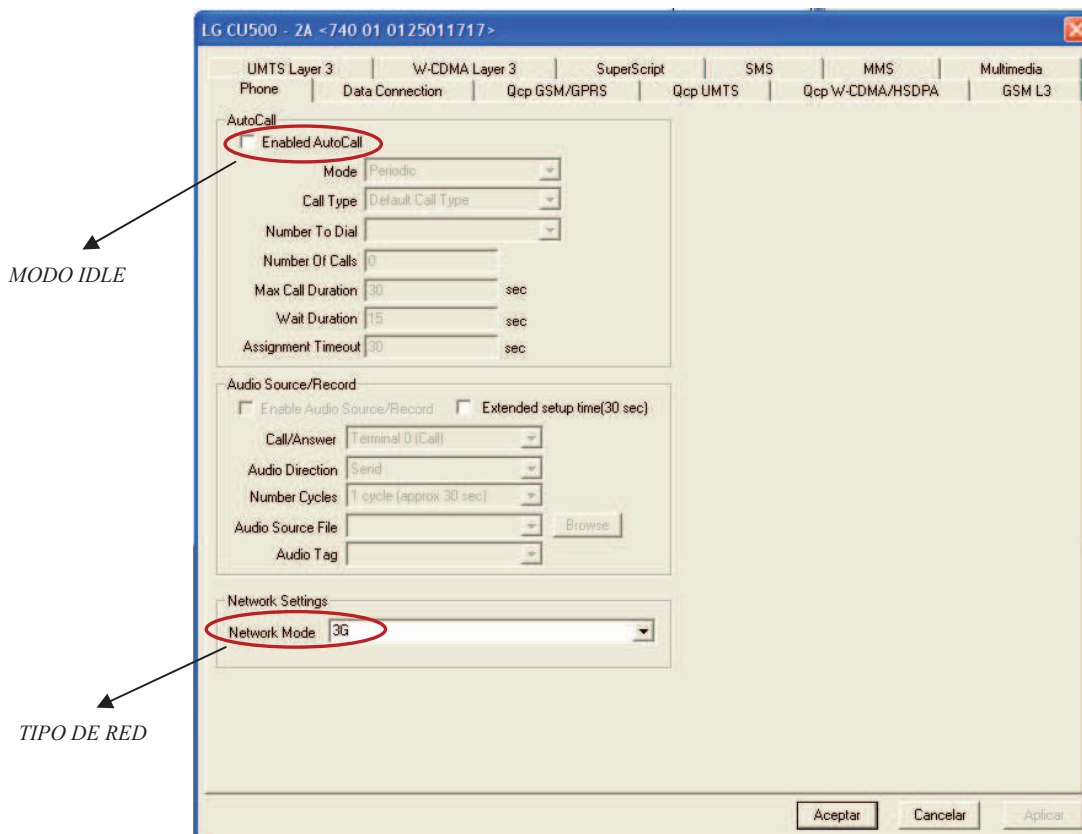 LG CU500 - 2A <740 01 0125011717>
UMTS Layer 3 W-CDMA Layer 3 SuperScript SMS MMS Multimedia
Phone Data Connection Qcp GSM/GPRS Qcp UMTS Qcp W-CDMA/HSDPA GSM L3
AutoCall
Enabled AutoCall
Mode Periodic
Call Type Default Call Type
Number To Dial
MODO IDLE
Number Of Calls 0
Max Call Duration 30 sec
Wait Duration 15 sec
Assignment Timeout 30 sec
Audio Source/Record
Enable Audio Source/Record Extended setup time(30 sec)
Call/Answer Terminal 0 (Call)
Audio Direction Send
Number Cycles 1 cycle (approx 30 sec)
Audio Source File Browse
Audio Tag
Network Settings
Network Mode 3G
TIPO DE RED
Aceptar Cancelar Aplicar